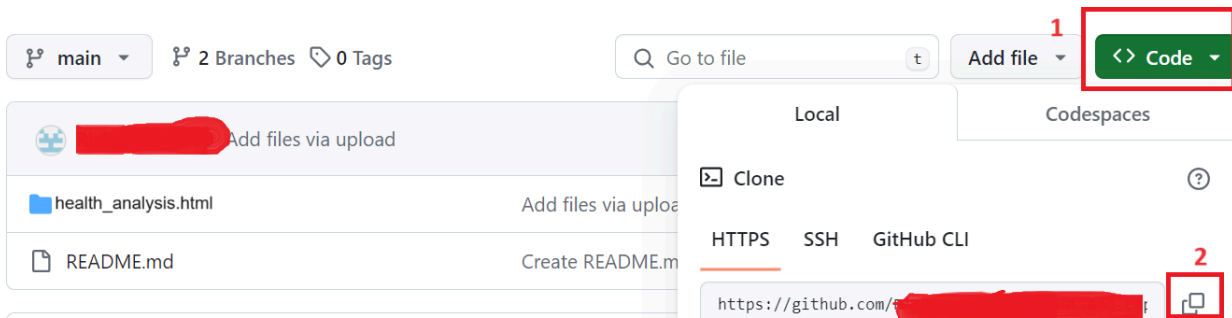 1
main 2 Branches 0 Tags Go to file t Add file <> Code
Local Codespaces
Add files via upload
Clone
health_analysis.html Add files via uploa
HTTPS SSH GitHub CLI
README.md Create README.m
2
https://github.com/